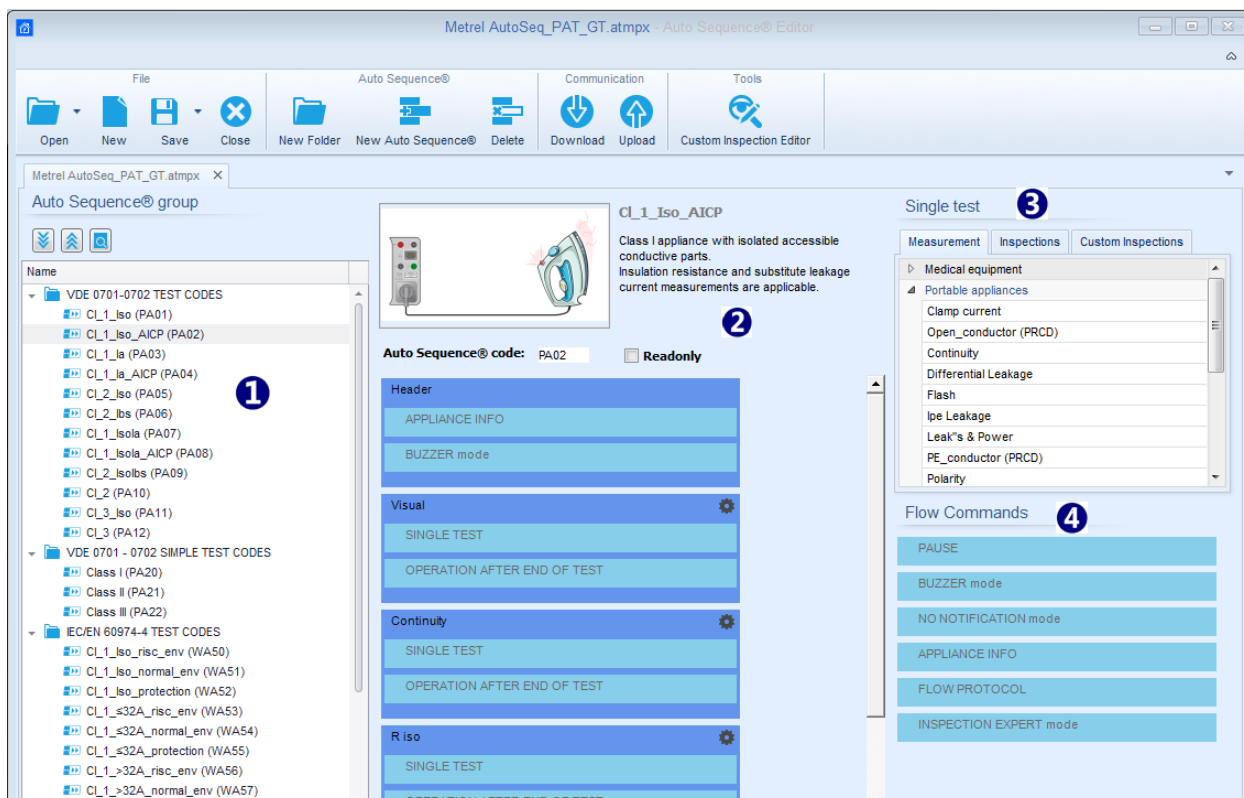 Metrel AutoSeq_PAT_GT.atmpx - Auto Sequence® Editor
File
Auto Sequence®
Communication
Tools
Open
New
Save
Close
New Folder
New Auto Sequence®
Delete
Download
Upload
Custom Inspection Editor
Metrel AutoSeq_PAT_GT.atmpx X
Auto Sequence® group
Name
VDE 0701-0702 TEST CODES
Cl_1_Iso (PA01)
Cl_1_Iso_AICP (PA02)
Cl_1_Ia (PA03)
Cl_1_Ia_AICP (PA04)
Cl_2_Iso (PA05)
Cl_2_Ibs (PA06)
Cl_1_IsoIa (PA07)
Cl_1_IsoIa_AICP (PA08)
Cl_2_IsoIbs (PA09)
Cl_2 (PA10)
Cl_3_Iso (PA11)
Cl_3 (PA12)
VDE 0701 - 0702 SIMPLE TEST CODES
Class I (PA20)
Class II (PA21)
Class III (PA22)
IEC/EN 60974-4 TEST CODES
Cl_1_Iso_risc_env (WA50)
Cl_1_Iso_normal_env (WA51)
Cl_1_Iso_protection (WA52)
Cl_1_≤32A_risc_env (WA53)
Cl_1_≤32A_normal_env (WA54)
Cl_1_≤32A_protection (WA55)
Cl_1_>32A_risc_env (WA56)
Cl_1_>32A_normal_env (WA57)
1
Cl_1_Iso_AICP
Class I appliance with isolated accessible
conductive parts.
Insulation resistance and substitute leakage
current measurements are applicable.
2
Auto Sequence® code: PA02
Readonly
Header
APPLIANCE INFO
BUZZER mode
Visual
SINGLE TEST
OPERATION AFTER END OF TEST
Continuity
SINGLE TEST
OPERATION AFTER END OF TEST
R iso
SINGLE TEST
OPERATION AFTER END OF TEST
Single test
3
Measurement
Inspections
Custom Inspections
Medical equipment
Portable appliances
Clamp current
Open_conductor (PRCD)
Continuity
Differential Leakage
Flash
Ipe Leakage
Leak"s & Power
PE_conductor (PRCD)
Polarity
Flow Commands
4
PAUSE
BUZZER mode
NO NOTIFICATION mode
APPLIANCE INFO
FLOW PROTOCOL
INSPECTION EXPERT mode